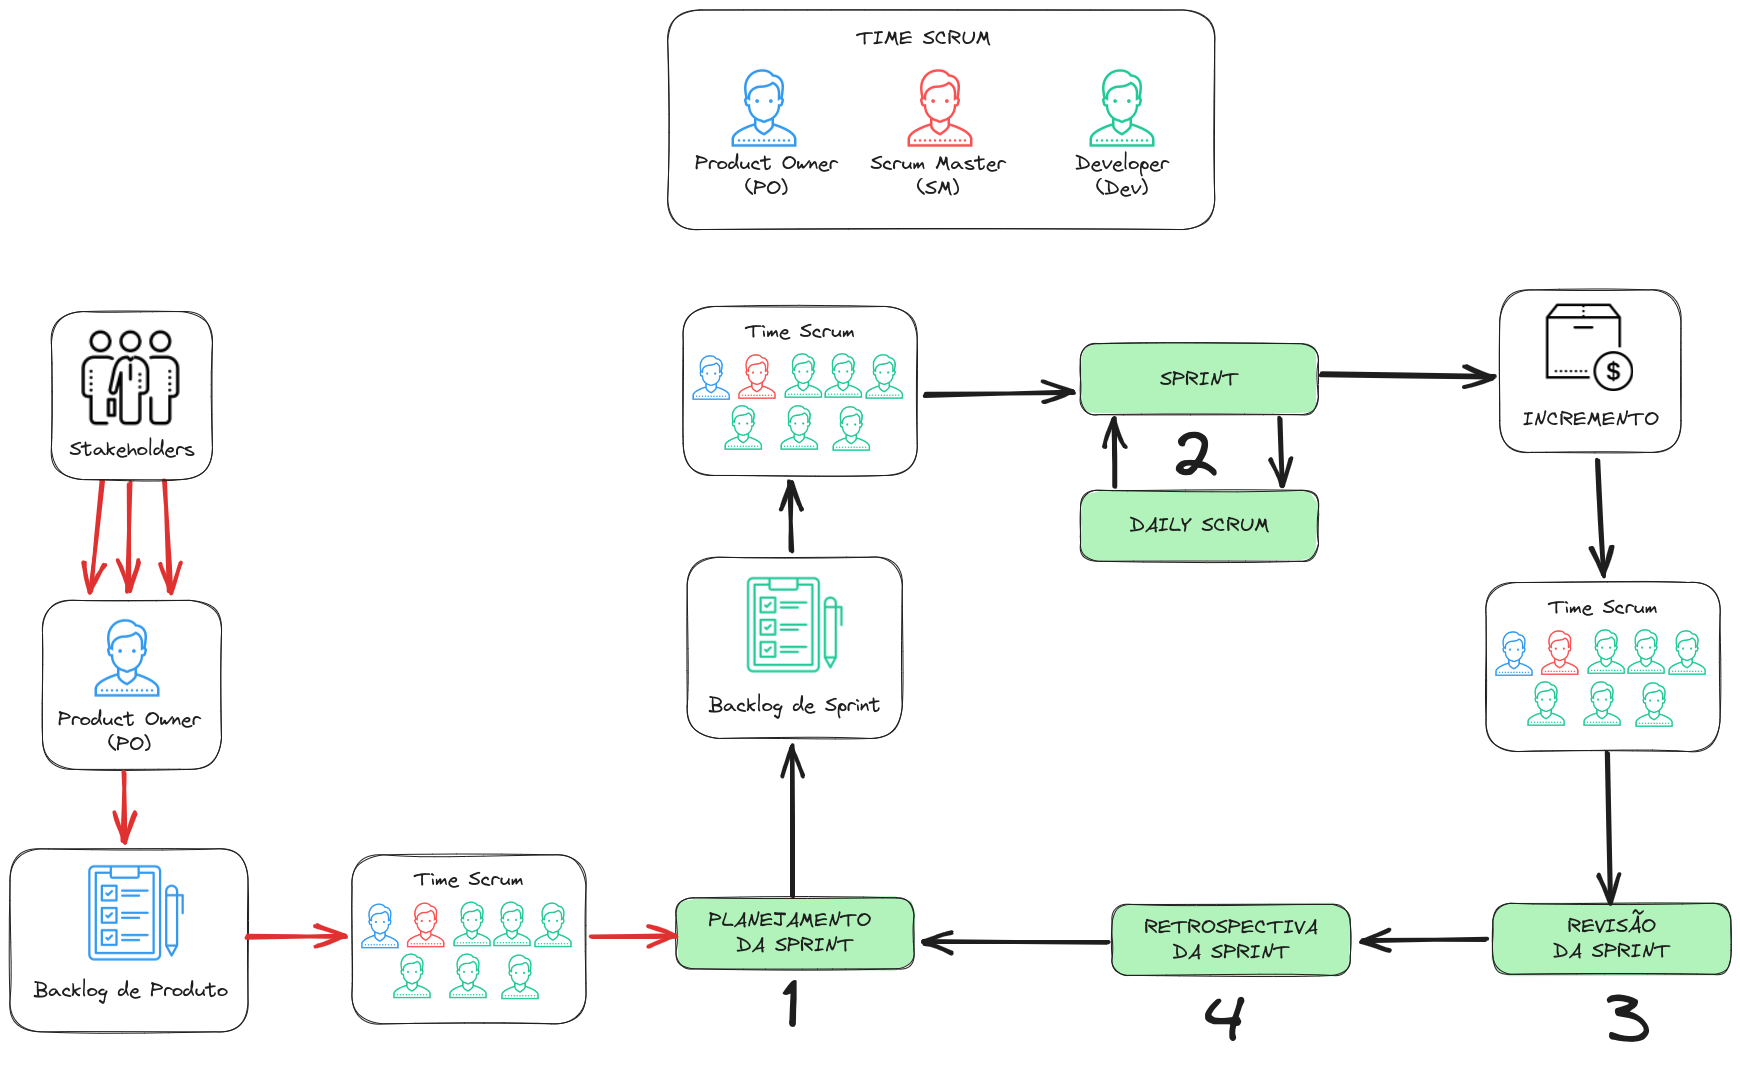 TIME SCRUM
Product Owner
(PO)
Scrum Master
(SM)
Developer
(Dev)
Stakeholders
Product Owner
(PO)
Backlog de Produto
Time Scrum
PLANEJAMENTO
DA SPRINT
1
Backlog de Sprint
Time Scrum
SPRINT
2
DAILY SCRUM
$
INCREMENTO
Time Scrum
REVISÃO
DA SPRINT
3
RETROSPECTIVA
DA SPRINT
4